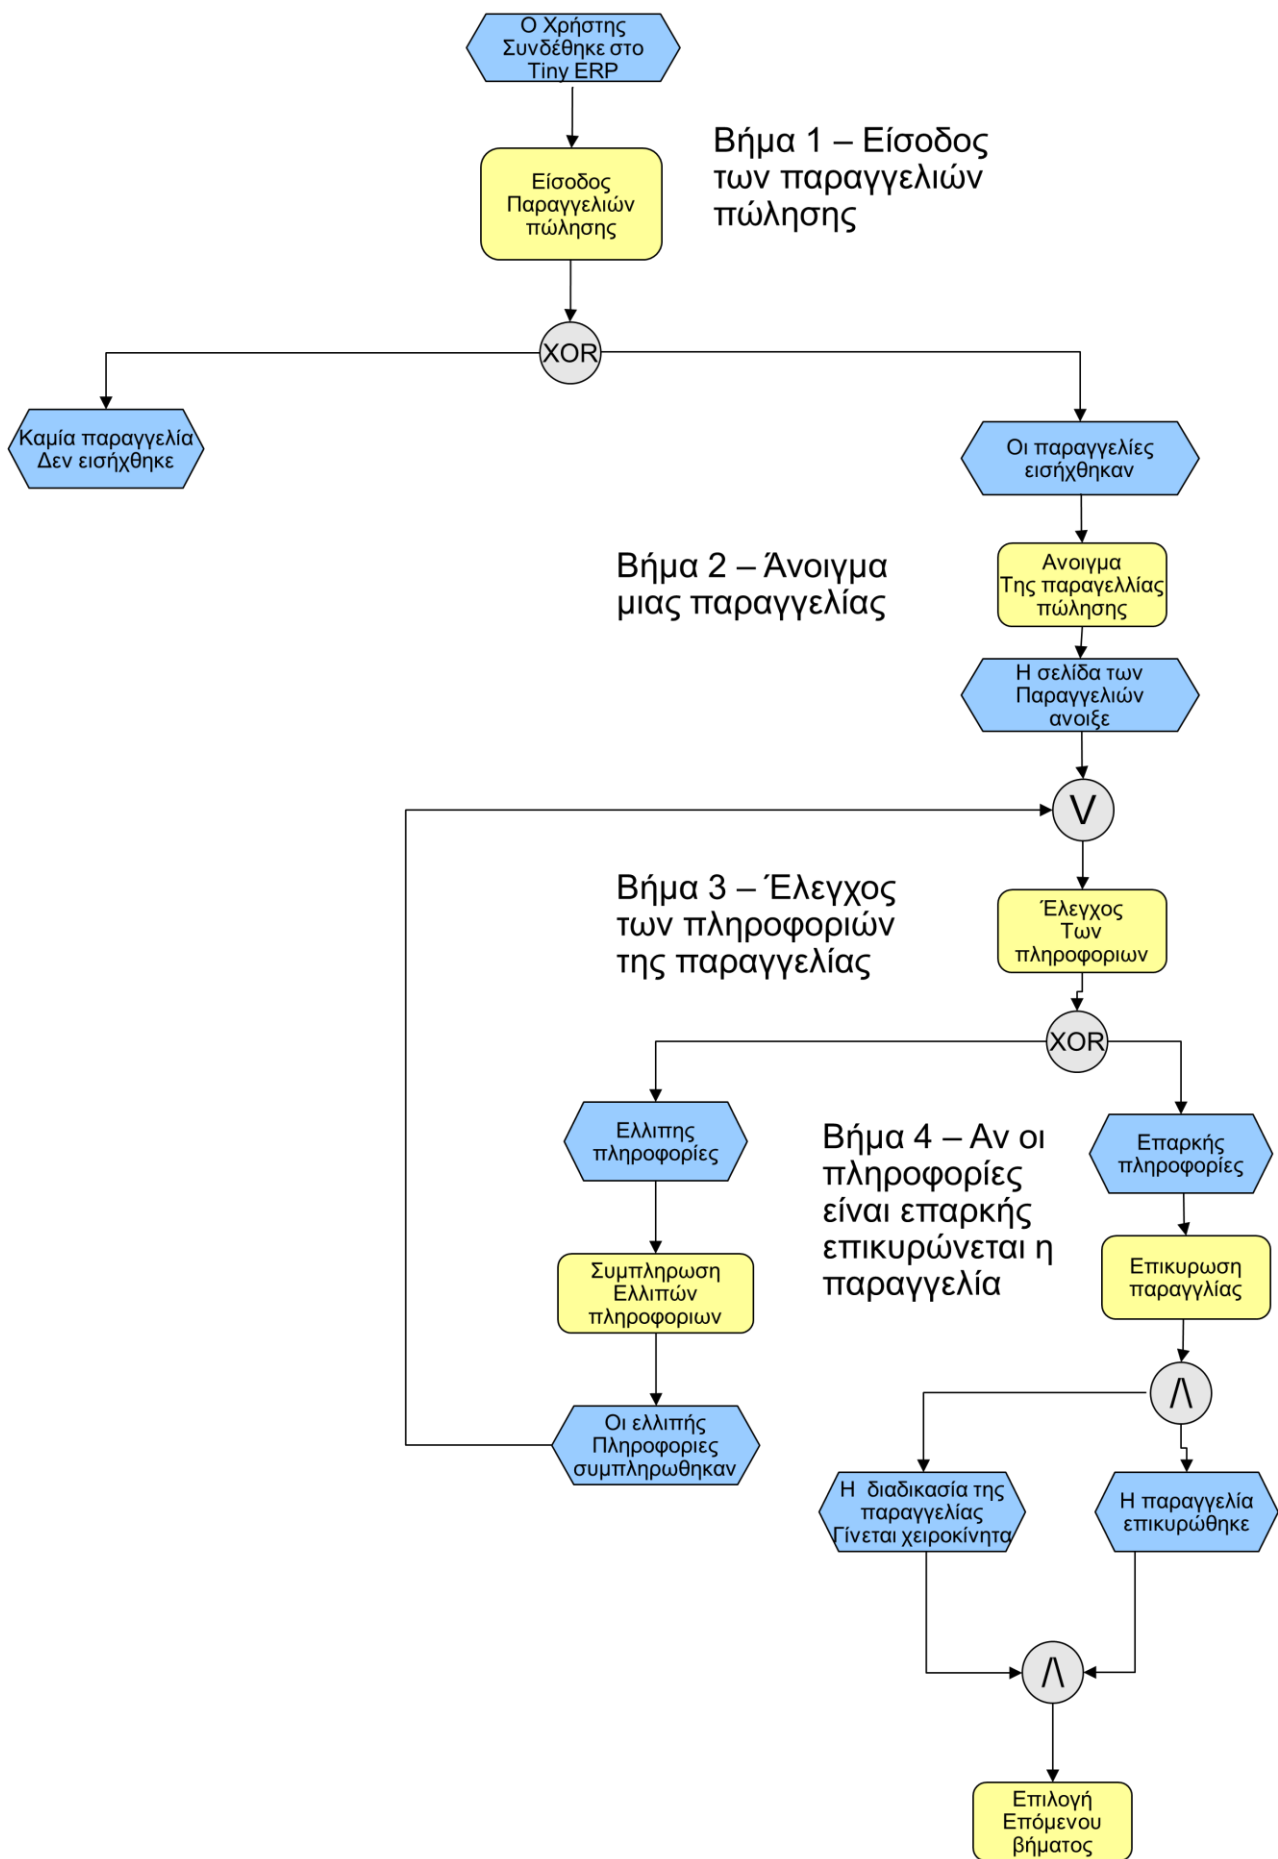 Ο Χρήστης
Συνδέθηκε στο
Tiny ERP
Βήμα 1 – Είσοδος
των παραγγελιών
πώλησης
Είσοδος
Παραγγελιών
πώλησης
XOR
Καμία παραγγελία
Δεν εισήχθηκε
Οι παραγγελίες
εισήχθηκαν
Βήμα 2 – Άνοιγμα
μιας παραγγελίας
Ανοιγμα
Της παραγελλίας
πώλησης
Η σελίδα των
Παραγγελιών
ανοιξε
V
Βήμα 3 – Έλεγχος
των πληροφοριών
της παραγγελίας
Έλεγχος
Των
πληροφοριων
XOR
Ελλιπης
πληροφορίες
Βήμα 4 – Αν οι
πληροφορίες
είναι επαρκής
επικυρώνεται η
παραγγελία
Επαρκής
πληροφορίες
Συμπληρωση
Ελλιπών
πληροφοριων
Επικυρωση
παραγγλίας
/\
Οι ελλιπής
Πληροφοριες
συμπληρωθηκαν
Η διαδικασία της
παραγγελίας
Γίνεται χειροκίνητα
Η παραγγελία
επικυρώθηκε
/\
Επιλογή
Επόμενου
βήματος